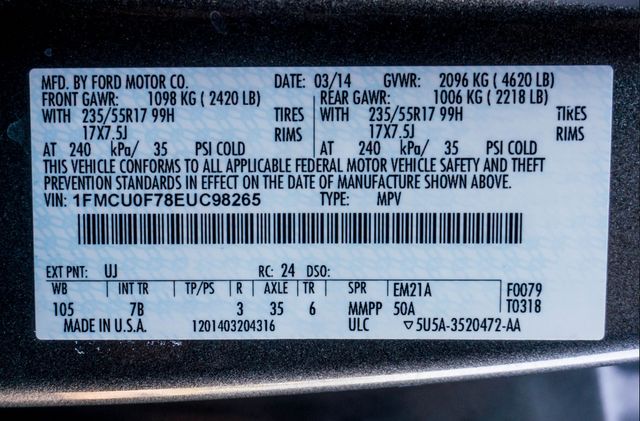 MFD. BY FORD MOTOR CO. DATE: 03/14 GVWR: 2096 KG ( 4620 LB)
FRONT GAWR: 1098 KG ( 2420 LB) REAR GAWR: 1006 KG ( 2218 LB)
WITH 235/55R17 99H TIRES WITH 235/55R17 99H TIRES
17X7.5J RIMS 17X7.5J RIMS
AT 240 kPa/ 35 PSI COLD AT 240 kPa/ 35 PSI COLD
THIS VEHICLE CONFORMS TO ALL APPLICABLE FEDERAL MOTOR VEHICLE SAFETY AND THEFT
PREVENTION STANDARDS IN EFFECT ON THE DATE OF MANUFACTURE SHOWN ABOVE.
VIN: 1FMCU0F78EUC98265 TYPE: MPV
EXT PNT: UJ RC: 24 DSO:
WB INT TR TP/PS R AXLE TR SPR EM21A F0079
105 7B 3 35 6 MMPP 50A T0318
MADE IN U.S.A. 1201403204316 ULC ▽5U5A-3520472-AA